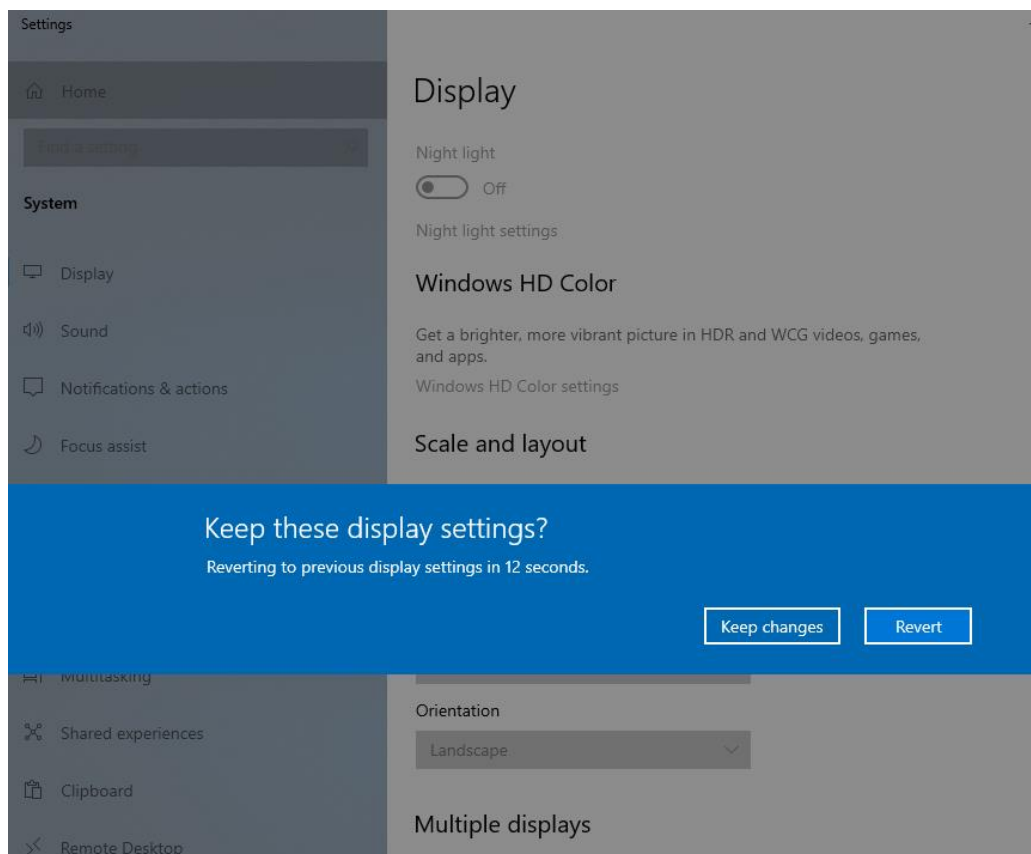 Settings
Home
Find a setting
System
Display
Sound
Notifications & actions
Focus assist
Display
Night light
Off
Night light settings
Windows HD Color
Get a brighter, more vibrant picture in HDR and WCG videos, games,
and apps.
Windows HD Color settings
Scale and layout
Keep these display settings?
Reverting to previous display settings in 12 seconds.
Keep changes
Revert
Multitasking
Shared experiences
Clipboard
Remote Desktop
Orientation
Landscape
Multiple displays